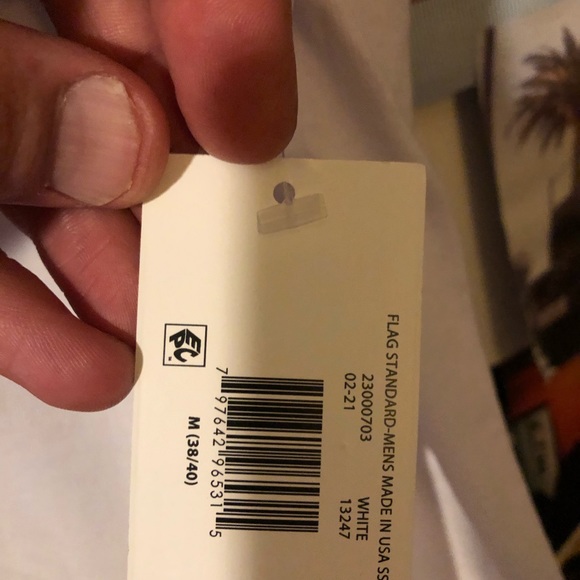 FLAG STANDARD-MENS MADE IN USA SS
23000703 WHITE
02-21 13247
7 97642 96531 5
M (38/40)